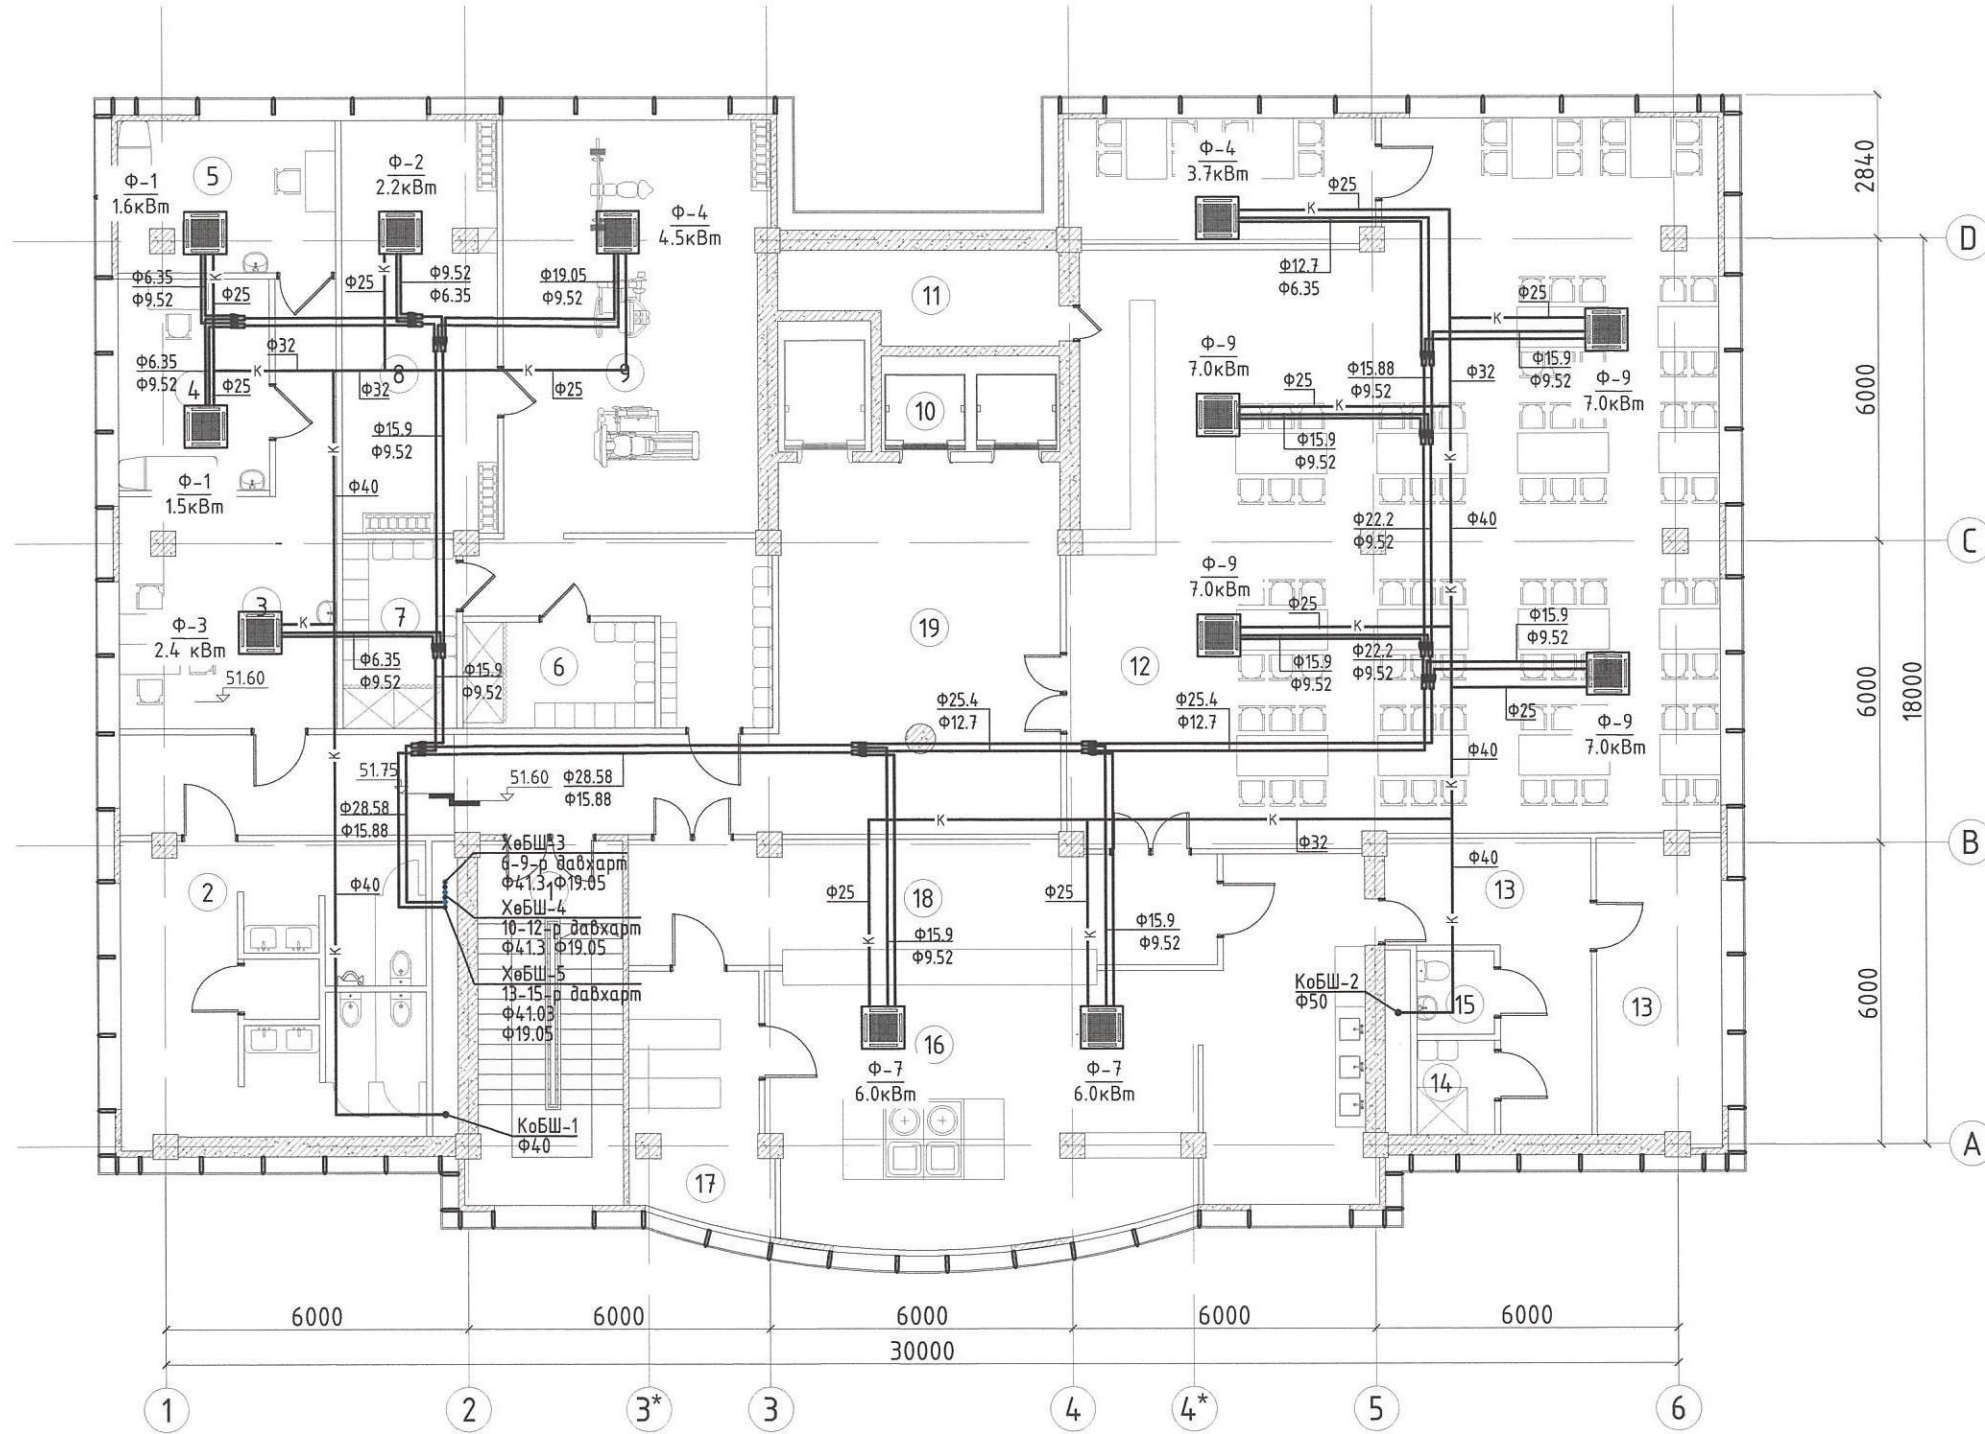 Ф-1
1.6кВт
5
Ф-2
2.2кВт
Ф-4
4.5кВт
Ф-4
3.7кВт
Ф25
2840
D
Ф6.35
Ф9.52
Ф25
Ф25
К
К
Ф9.52
Ф6.35
Ф19.05
Ф9.52
11
К
Ф12.7
Ф6.35
Ф25
К
Ф6.35
Ф9.52
4
Ф25
К
Ф32
8
Ф32
К
9
Ф25
10
Ф-9
7.0кВт
Ф25
К
Ф15.88
Ф9.52
Ф32
Ф15.9
Ф9.52
Ф-9
7.0кВт
6000
Ф15.9
Ф9.52
К
Ф15.9
Ф9.52
К
Ф-1
1.5кВт
Ф40
Ф22.2
Ф9.52
Ф40
C
Ф-9
7.0кВт
Ф25
К
К
3
К
7
Ф-3
2.4 кВт
Ф6.35
Ф9.52
51.60
Ф15.9
Ф9.52
6
19
12
Ф15.9
Ф9.52
Ф22.2
Ф9.52
Ф15.9
Ф9.52
Ф25
Ф-9
7.0кВт
6000
18000
Ф25.4
Ф12.7
Ф25.4
Ф12.7
Ф40
К
51.75
51.60
Ф28.58
Ф15.88
К
Ф28.58
Ф15.88
К
К
Ф32
B
ХөБШ-3
6-9-р давхарт
Ф41.3 Ф19.05
1
ХөБШ-4
10-12-р давхарт
Ф41.3 Ф19.05
ХөБШ-5
13-15-р давхарт
Ф41.03
Ф19.05
2
Ф40
К
Ф25
К
18
Ф15.9
Ф9.52
Ф25
К
Ф15.9
Ф9.52
Ф40
13
К
КоБШ-2
Ф50
15
13
6000
16
Ф-7
6.0кВт
Ф-7
6.0кВт
14
КоБШ-1
Ф40
17
A
6000
6000
6000
6000
6000
30000
1
2
3*
3
4
4*
5
6